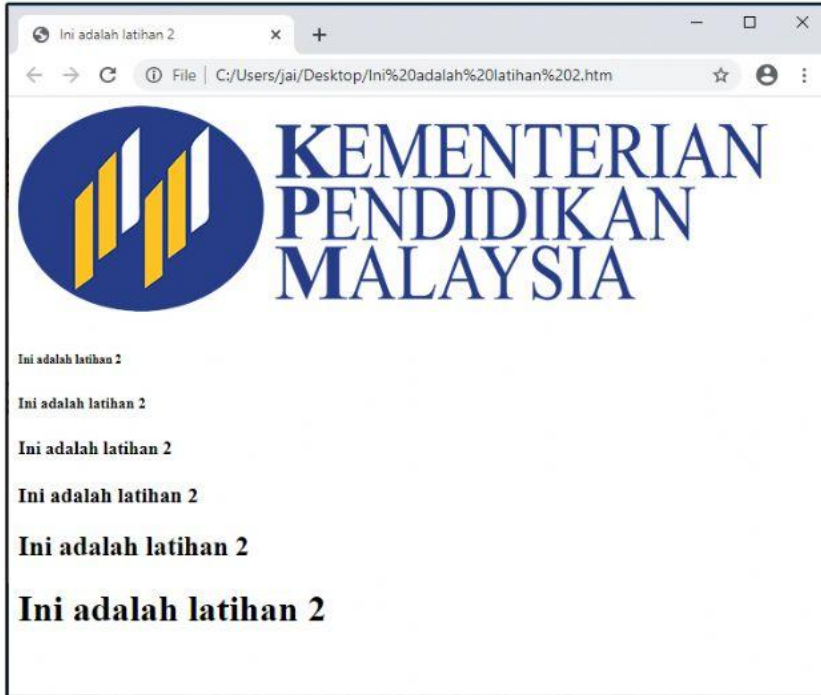 Ini adalah latihan 2
File | C:/Users/jai/Desktop/Ini%20adalah%20latihan%202.htm
KEMENTERIAN
PENDIDIKAN
MALAYSIA
Ini adalah latihan 2
Ini adalah latihan 2
Ini adalah latihan 2
Ini adalah latihan 2
Ini adalah latihan 2
Ini adalah latihan 2